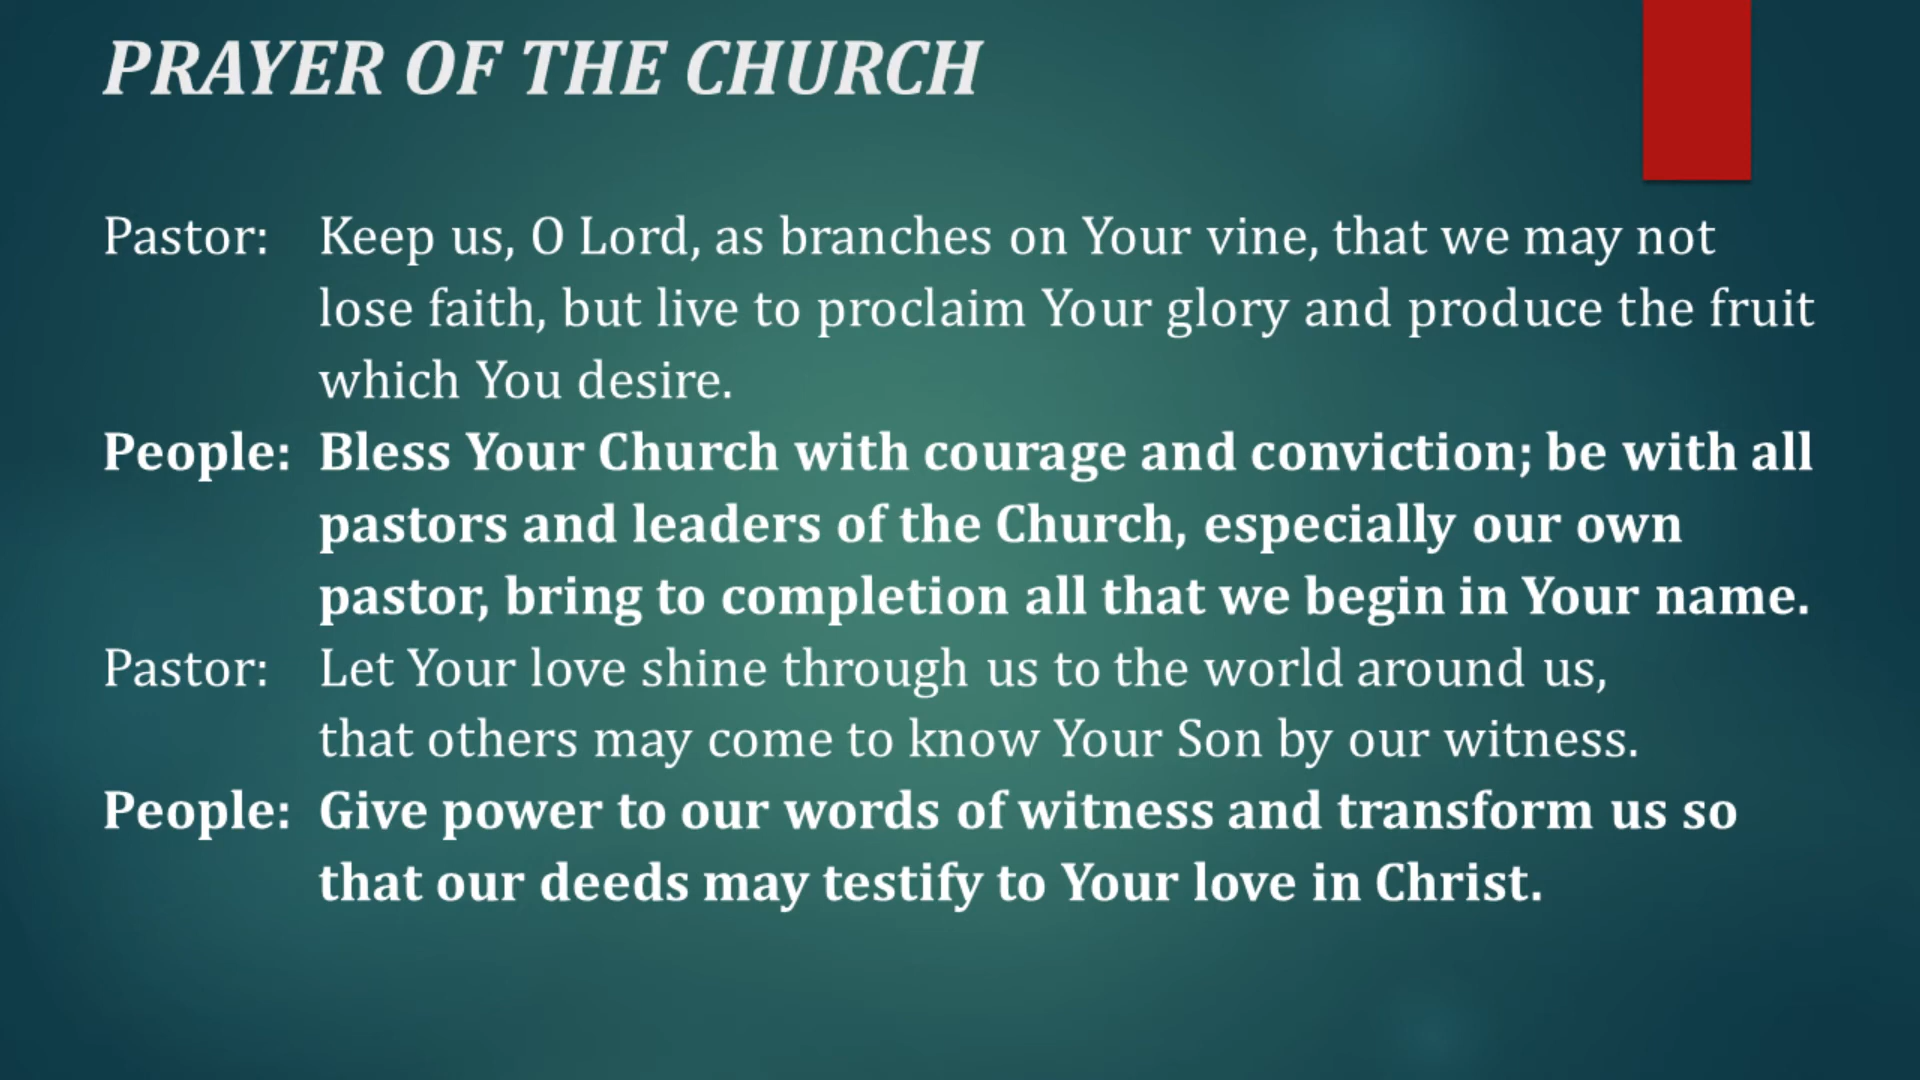 PRAYER OF THE CHURCH
Pastor: Keep us, O Lord, as branches on Your vine, that we may not
lose faith, but live to proclaim Your glory and produce the fruit
which You desire.
People: Bless Your Church with courage and conviction; be with all
pastors and leaders of the Church, especially our own
pastor, bring to completion all that we begin in Your name.
Pastor: Let Your love shine through us to the world around us,
that others may come to know Your Son by our witness.
People: Give power to our words of witness and transform us so
that our deeds may testify to Your love in Christ.